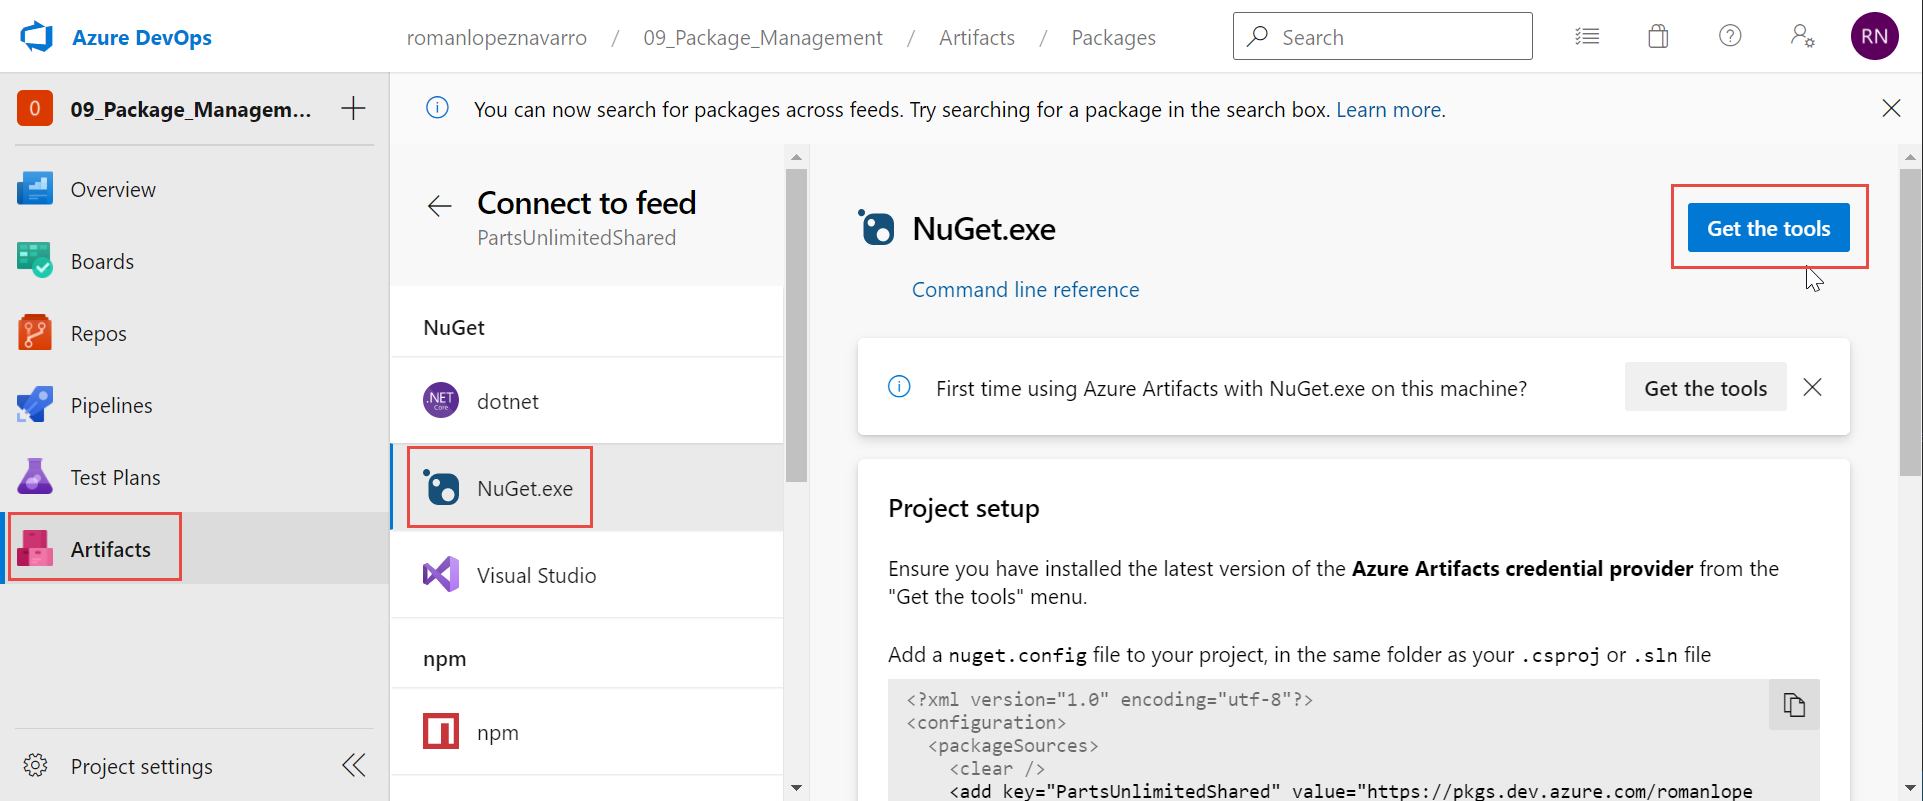 Azure DevOps
romanlopeznavarro / 09_Package_Management / Artifacts / Packages
Search
RN
O 09_Package_Managem...
Overview
Boards
Repos
Pipelines
Test Plans
Artifacts
Project settings
You can now search for packages across feeds. Try searching for a package in the search box. Learn more.
Connect to feed
PartsUnlimitedShared
NuGet
.NET
Core
dotnet
NuGet.exe
Visual Studio
npm
npm
NuGet.exe
Get the tools
Command line reference
First time using Azure Artifacts with NuGet.exe on this machine?
Get the tools
Project setup
Ensure you have installed the latest version of the Azure Artifacts credential provider from the
"Get the tools" menu.
Add a nuget.config file to your project, in the same folder as your .csproj or .sln file
<?xml version="1.0" encoding="utf-8"?>
<configuration>
<packageSources>
<clear />
<add key="PartsUnlimitedShared" value="https://pkgs.dev.azure.com/romanlope